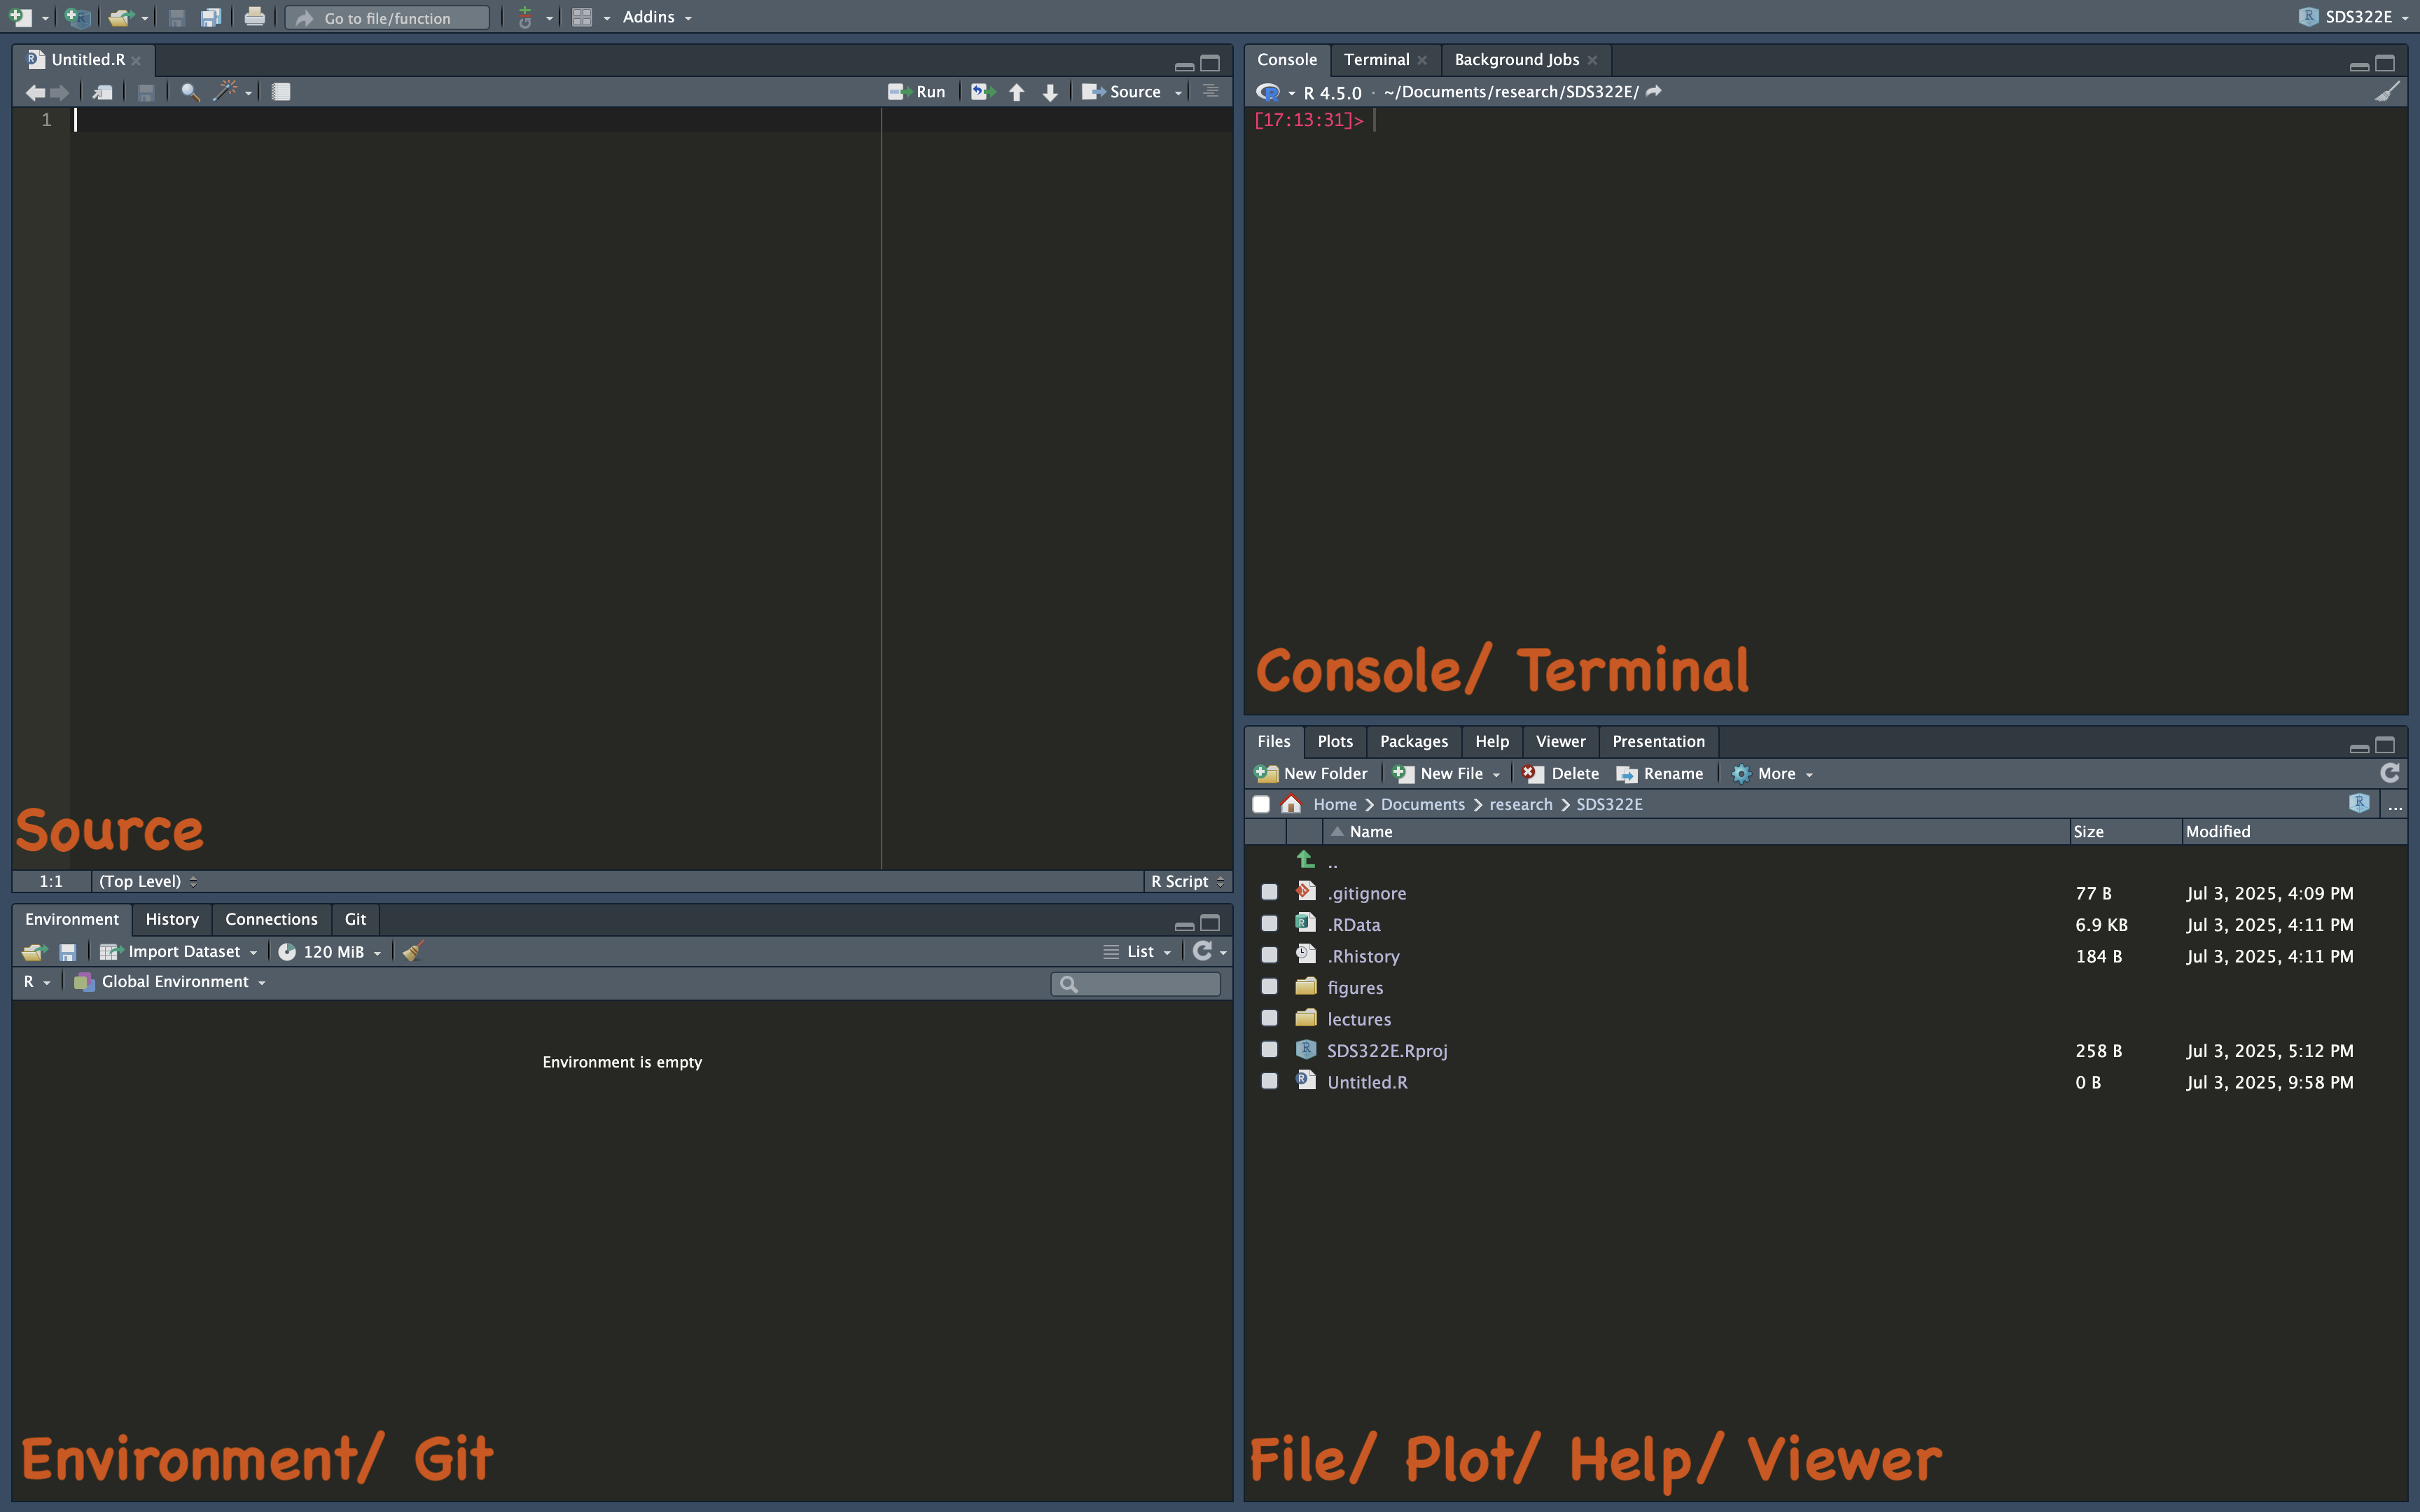 Go to file/function Addins SDS322E
Untitled.R
Run Source
1
Source
1:1 (Top Level) R Script
Environment History Connections Git
Import Dataset 120 MiB List
R Global Environment
Environment is empty
Environment/ Git
Console Terminal Background Jobs
R 4.5.0 · ~/Documents/research/SDS322E/
[17:13:31]>
Console/ Terminal
Files Plots Packages Help Viewer Presentation
New Folder New File Delete Rename More
Home Documents research SDS322E ...
Name Size Modified
..
.gitignore 77 B Jul 3, 2025, 4:09 PM
.RData 6.9 KB Jul 3, 2025, 4:11 PM
.Rhistory 184 B Jul 3, 2025, 4:11 PM
figures
lectures
SDS322E.Rproj 258 B Jul 3, 2025, 5:12 PM
Untitled.R 0 B Jul 3, 2025, 9:58 PM
File/ Plot/ Help/ Viewer